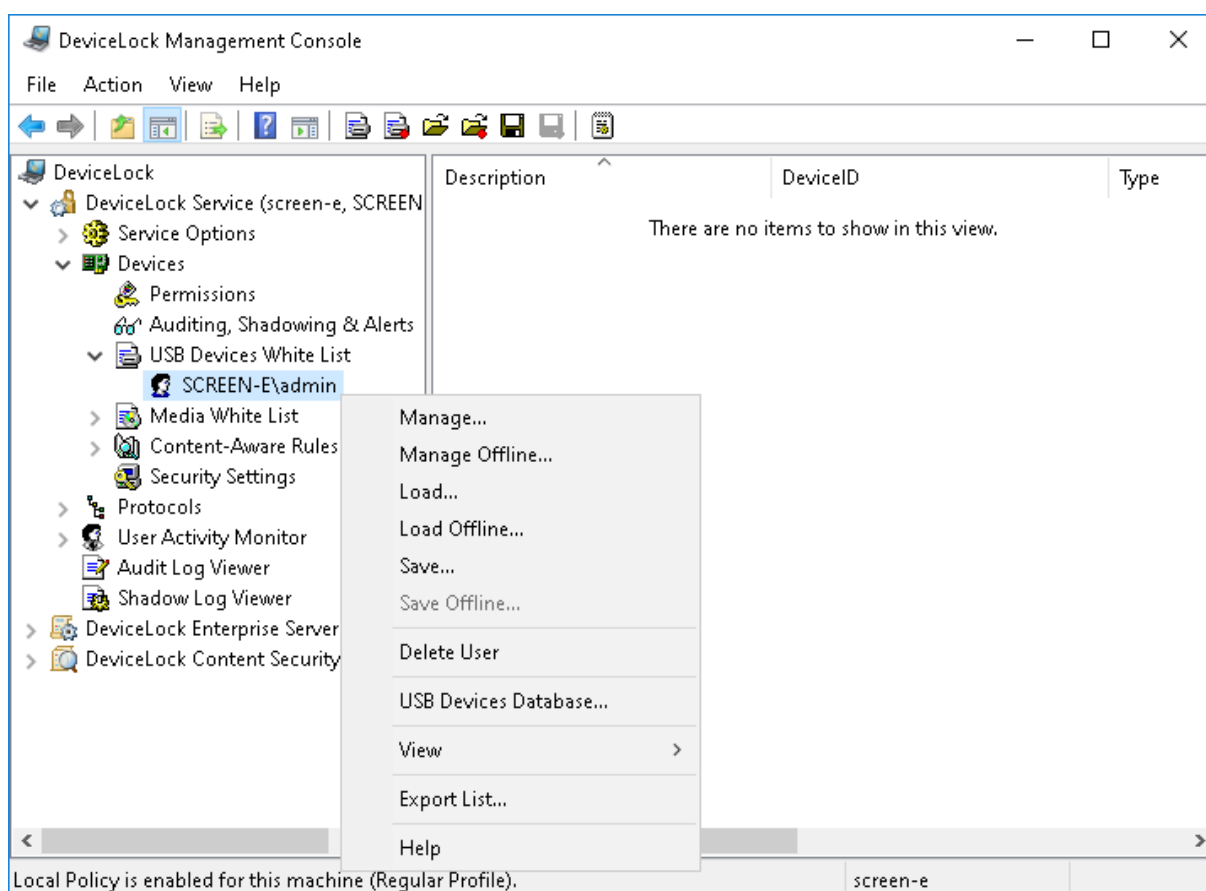 DeviceLock Management Console
File Action View Help
DeviceLock
DeviceLock Service (screen-e, SCREEN
Service Options
Devices
Permissions
Auditing, Shadowing & Alerts
USB Devices White List
SCREEN-E\admin
Media White List
Content-Aware Rules
Security Settings
Protocols
User Activity Monitor
Audit Log Viewer
Shadow Log Viewer
DeviceLock Enterprise Server
DeviceLock Content Security
Description DeviceID Type
There are no items to show in this view.
Manage...
Manage Offline...
Load...
Load Offline...
Save...
Save Offline...
Delete User
USB Devices Database...
View
Export List...
Help
Local Policy is enabled for this machine (Regular Profile). screen-e